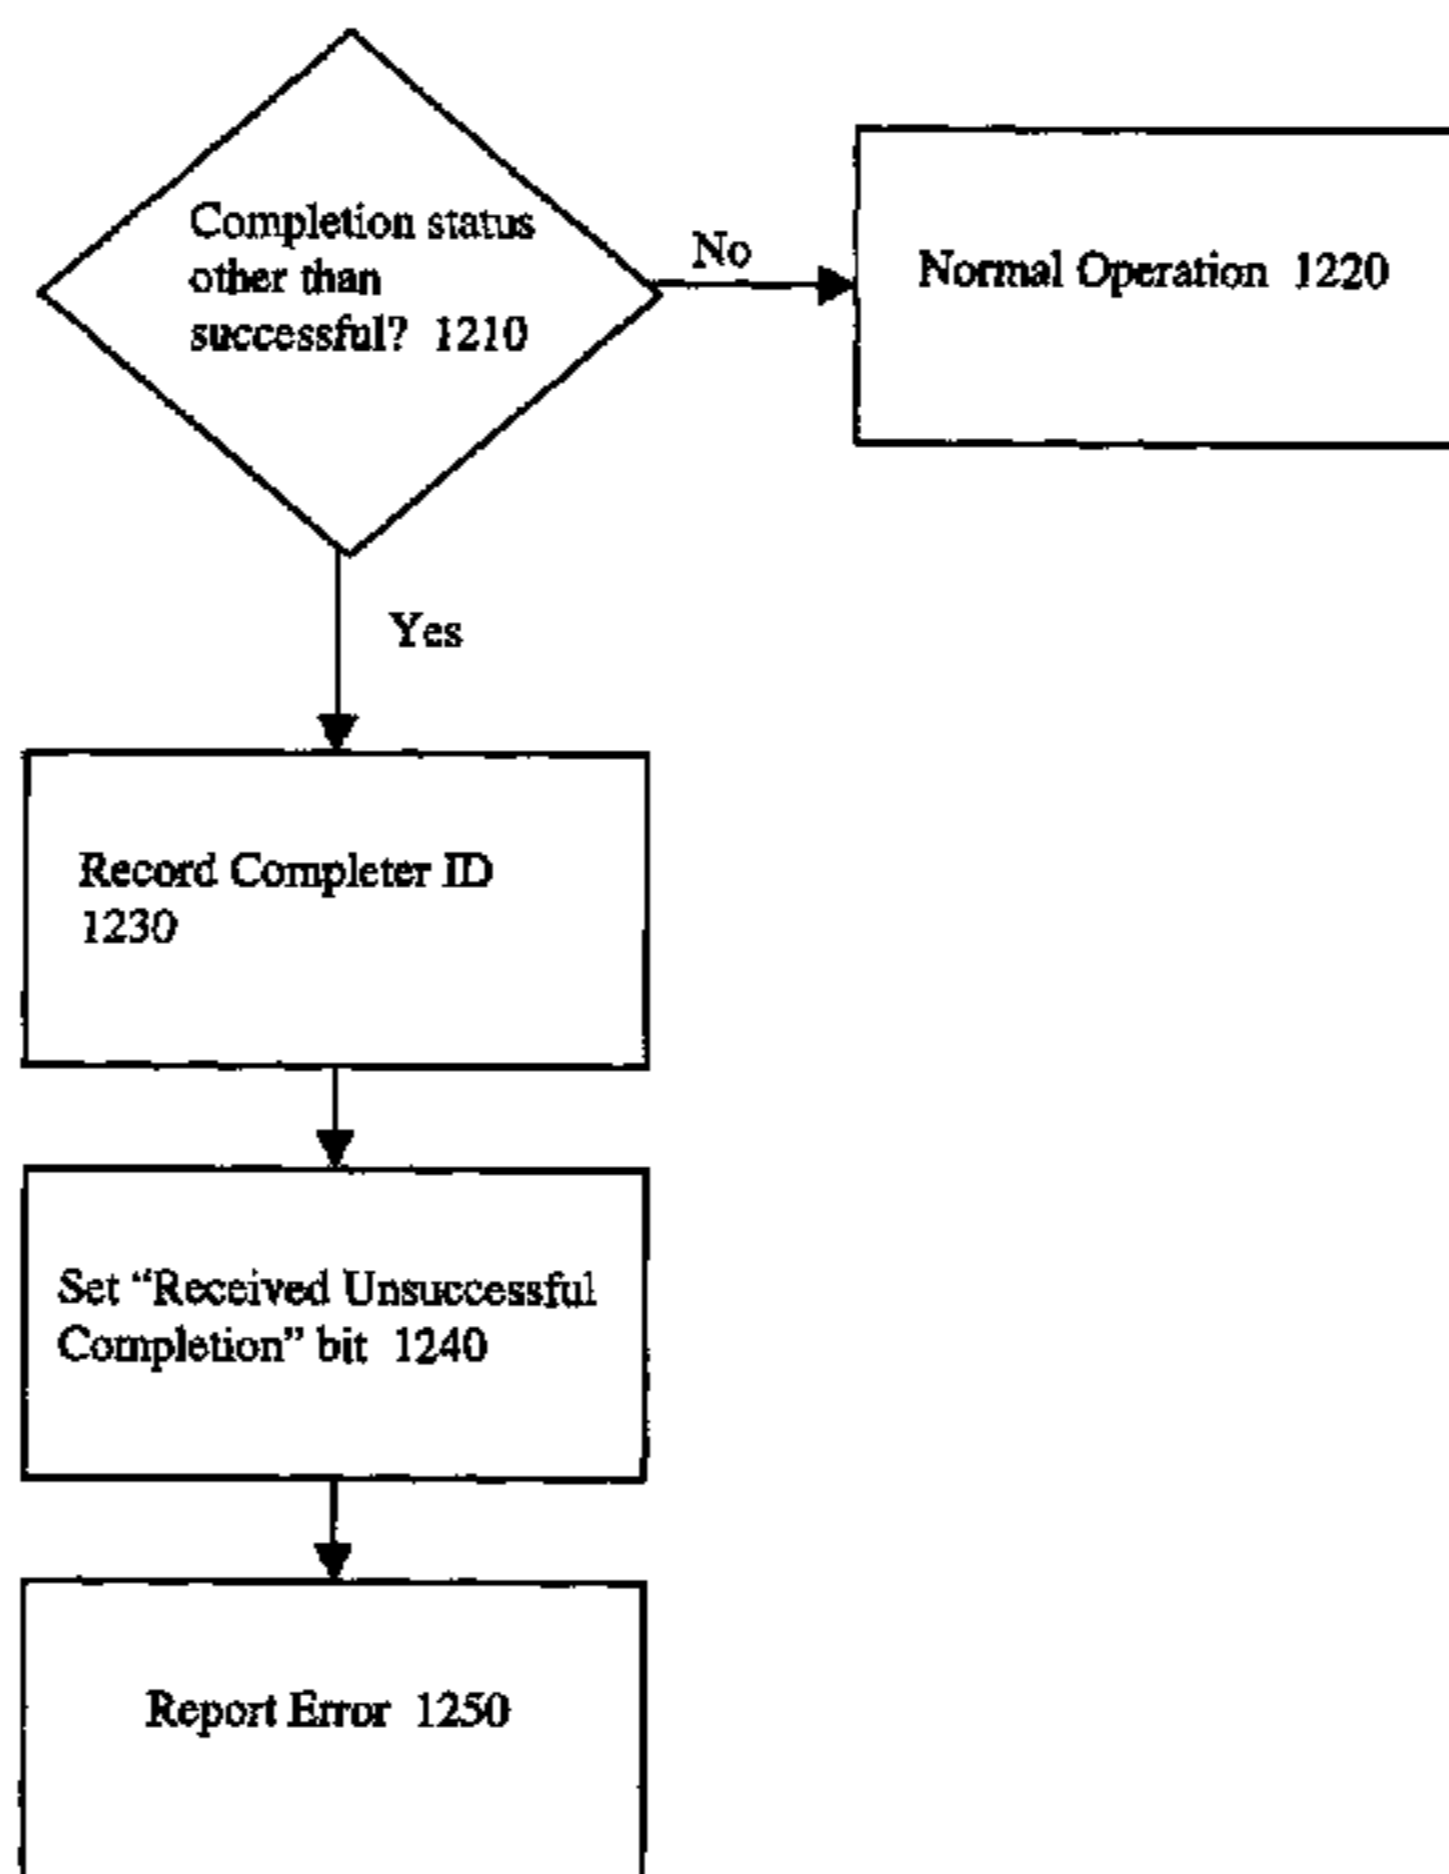 Completion status
other than
successful? 1210
No
Normal Operation 1220
Yes
Record Completer ID
1230
Set “Received Unsuccessful
Completion” bit 1240
Report Error 1250